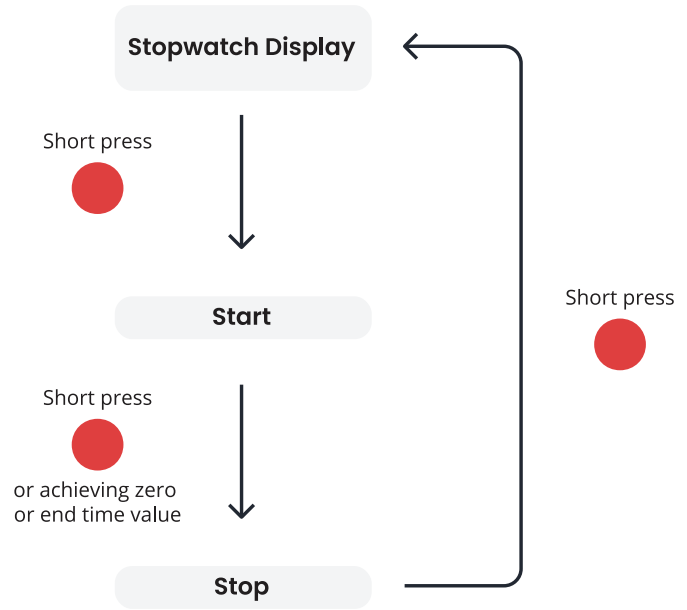 Stopwatch Display
Short press
Start
Short press
Short press
or achieving zero
or end time value
Stop